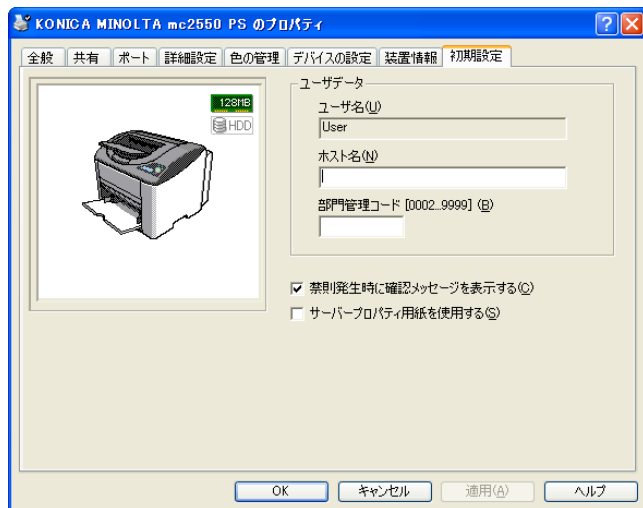 KONICA MINOLTA mc2550 PS のプロパティ
全般 共有 ポート 詳細設定 色の管理 デバイスの設定 装置情報 初期設定
128MB
HDD
ユーザデータ
ユーザ名(U)
User
ホスト名(N)
部門管理コード [0002...9999] (B)
禁則発生時に確認メッセージを表示する(C)
サーバープロパティ用紙を使用する(S)
OK キャンセル 適用(A) ヘルプ